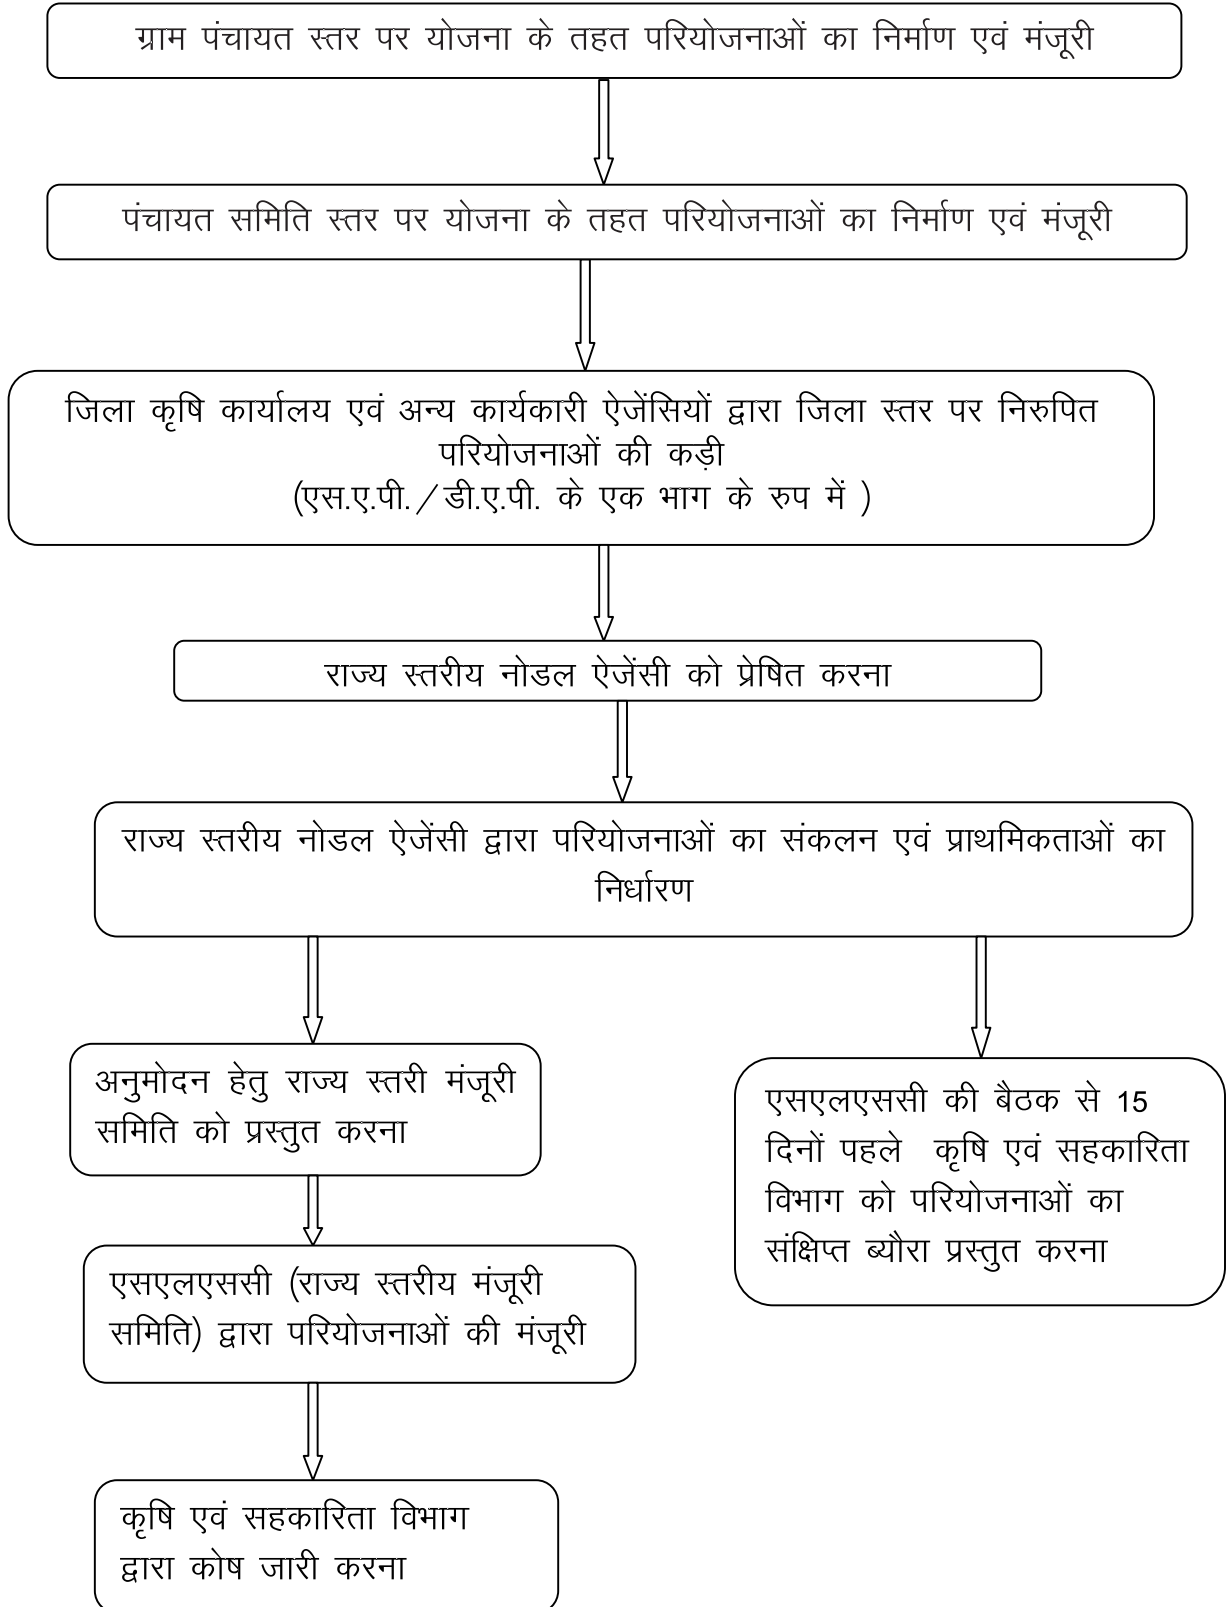 ग्राम पंचायत स्तर पर योजना के तहत परियोजनाओं का निर्माण एवं मंजूरी
पंचायत समिति स्तर पर योजना के तहत परियोजनाओं का निर्माण एवं मंजूरी
जिला कृषि कार्यालय एवं अन्य कार्यकारी ऐजेंसियों द्वारा जिला स्तर पर निरुपित
परियोजनाओं की कड़ी
(एस.ए.पी./डी.ए.पी. के एक भाग के रुप में )
राज्य स्तरीय नोडल ऐजेंसी को प्रेषित करना
राज्य स्तरीय नोडल ऐजेंसी द्वारा परियोजनाओं का संकलन एवं प्राथमिकताओं का
निर्धारण
अनुमोदन हेतु राज्य स्तरी मंजूरी
समिति को प्रस्तुत करना
एसएलएससी (राज्य स्तरीय मंजूरी
समिति) द्वारा परियोजनाओं की मंजूरी
कृषि एवं सहकारिता विभाग
द्वारा कोष जारी करना
एसएलएससी की बैठक से 15
दिनों पहले कृषि एवं सहकारिता
विभाग को परियोजनाओं का
संक्षिप्त ब्यौरा प्रस्तुत करना